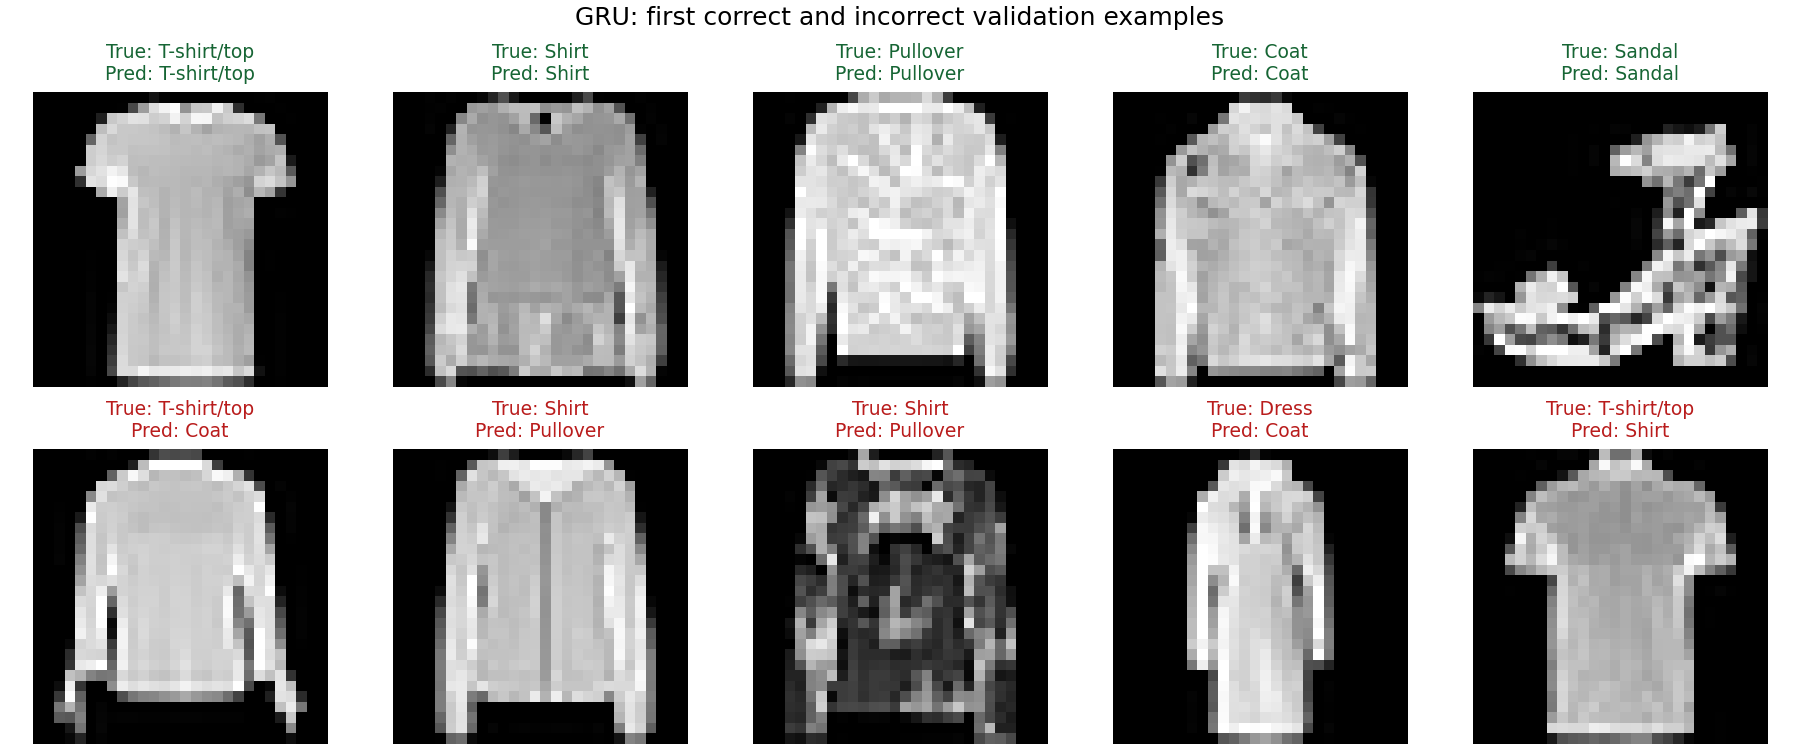 GRU: first correct and incorrect validation examples
True: T-shirt/top
Pred: T-shirt/top
True: Shirt
Pred: Shirt
True: Pullover
Pred: Pullover
True: Coat
Pred: Coat
True: Sandal
Pred: Sandal
True: T-shirt/top
Pred: Coat
True: Shirt
Pred: Pullover
True: Shirt
Pred: Pullover
True: Dress
Pred: Coat
True: T-shirt/top
Pred: Shirt